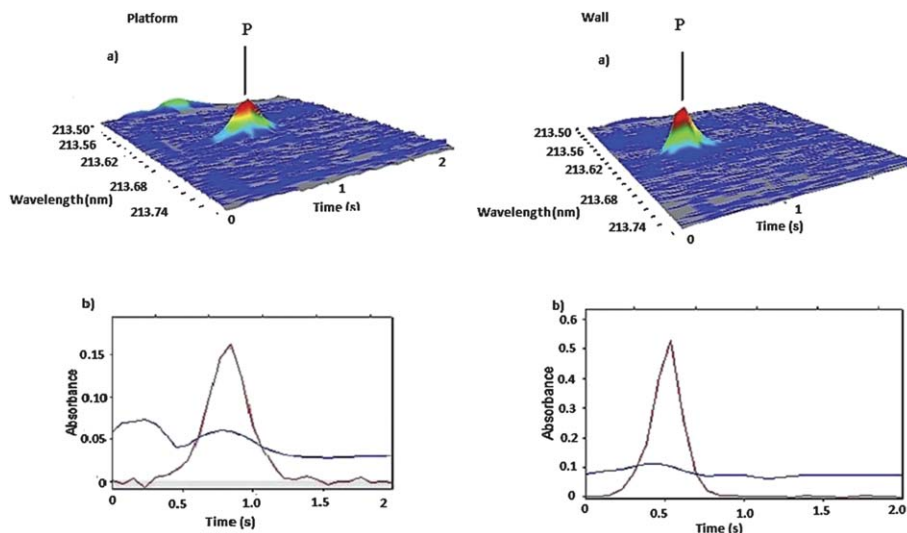 Platform
P
a)
213.50
213.56
213.62
213.68
213.74
Wavelength(nm)
0
1
2
Time (s)
Wall
P
a)
213.50
213.56
213.62
213.68
213.74
Wavelength(nm)
0
1
Time (s)
b)
0.15
0.10
0.05
0
Absorbance
0
0.5
1.0
1.5
2.0
Time (s)
b)
0.6
0.5
0.4
0.3
0.2
0.1
0
Absorbance
0
0.5
1.0
1.5
2.0
Time (s)